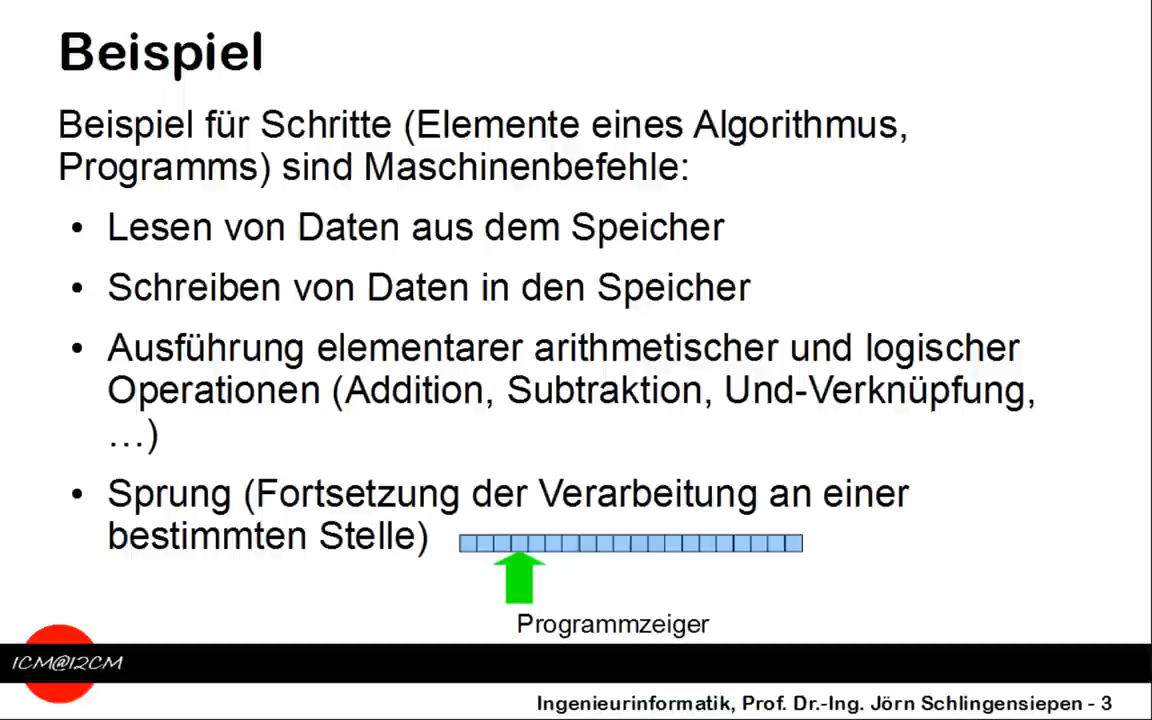 Beispiel
Beispiel für Schritte (Elemente eines Algorithmus,
Programms) sind Maschinenbefehle:
• Lesen von Daten aus dem Speicher
• Schreiben von Daten in den Speicher
• Ausführung elementarer arithmetischer und logischer
Operationen (Addition, Subtraktion, Und-Verknüpfung,
…)
• Sprung (Fortsetzung der Verarbeitung an einer
bestimmten Stelle)
Programmzeiger
1CM@12CM
Ingenieurinformatik, Prof. Dr.-Ing. Jörn Schlingensiepen - 3